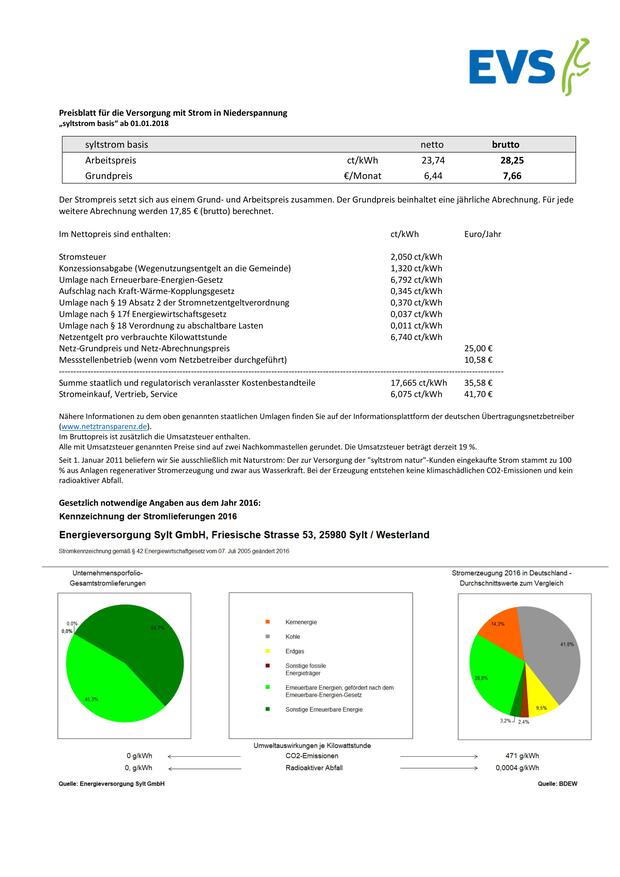 EVS
Preisblatt für die Versorgung mit Strom in Niederspannung
„syltstrom basis“ ab 01.01.2018
syltstrom basis netto brutto
Arbeitspreis ct/kWh 23,74 28,25
Grundpreis €/Monat 6,44 7,66
Der Strompreis setzt sich aus einem Grund- und Arbeitspreis zusammen. Der Grundpreis beinhaltet eine jährliche Abrechnung. Für jede
weitere Abrechnung werden 17,85 € (brutto) berechnet.
Im Nettopreis sind enthalten: ct/kWh Euro/Jahr
Stromsteuer 2,050 ct/kWh
Konzessionsabgabe (Wegenutzungsentgelt an die Gemeinde) 1,320 ct/kWh
Umlage nach Erneuerbare-Energien-Gesetz 6,792 ct/kWh
Aufschlag nach Kraft-Wärme-Kopplungsgesetz 0,345 ct/kWh
Umlage nach § 19 Absatz 2 der Stromnetzentgeltverordnung 0,370 ct/kWh
Umlage nach § 17f Energiewirtschaftsgesetz 0,037 ct/kWh
Umlage nach § 18 Verordnung zu abschaltbare Lasten 0,011 ct/kWh
Netzentgelt pro verbrauchte Kilowattstunde 6,740 ct/kWh
Netz-Grundpreis und Netz-Abrechnungspreis 25,00 €
Messstellenbetrieb (wenn vom Netzbetreiber durchgeführt) 10,58 €
Summe staatlich und regulatorisch veranlasster Kostenbestandteile 17,665 ct/kWh 35,58 €
Stromeinkauf, Vertrieb, Service 6,075 ct/kWh 41,70 €
Nähere Informationen zu dem oben genannten staatlichen Umlagen finden Sie auf der Informationsplattform der deutschen Übertragungsnetzbetreiber
(www.netztransparenz.de).
Im Bruttopreis ist zusätzlich die Umsatzsteuer enthalten.
Alle mit Umsatzsteuer genannten Preise sind auf zwei Nachkommastellen gerundet. Die Umsatzsteuer beträgt derzeit 19 %.
Seit 1. Januar 2011 beliefern wir Sie ausschließlich mit Naturstrom: Der zur Versorgung der "syltstrom natur"-Kunden eingekaufte Strom stammt zu 100
% aus Anlagen regenerativer Stromerzeugung und zwar aus Wasserkraft. Bei der Erzeugung entstehen keine klimaschädlichen CO2-Emissionen und kein
radioaktiver Abfall.
Gesetzlich notwendige Angaben aus dem Jahr 2016:
Kennzeichnung der Stromlieferungen 2016
Energieversorgung Sylt GmbH, Friesische Strasse 53, 25980 Sylt / Westerland
Stromkennzeichnung gemäß § 42 Energiewirtschaftsgesetz vom 07. Juli 2005 geändert 2016
Unternehmensporfolio-
Gesamtstromlieferungen
Stromerzeugung 2016 in Deutschland -
Durchschnittswerte zum Vergleich
0,0%
0,0%
Kernenergie
Kohle
Erdgas
Sonstige fossile
Energieträger
Erneuerbare Energien, gefördert nach dem
Erneuerbare-Energien-Gesetz
Sonstige Erneuerbare Energie
14,3%
9,5%
2,4%
3,2%
Umweltauswirkungen je Kilowattstunde
0 g/kWh CO2-Emissionen 471 g/kWh
0, g/kWh Radioaktiver Abfall 0,0004 g/kWh
Quelle: Energieversorgung Sylt GmbH Quelle: BDEW